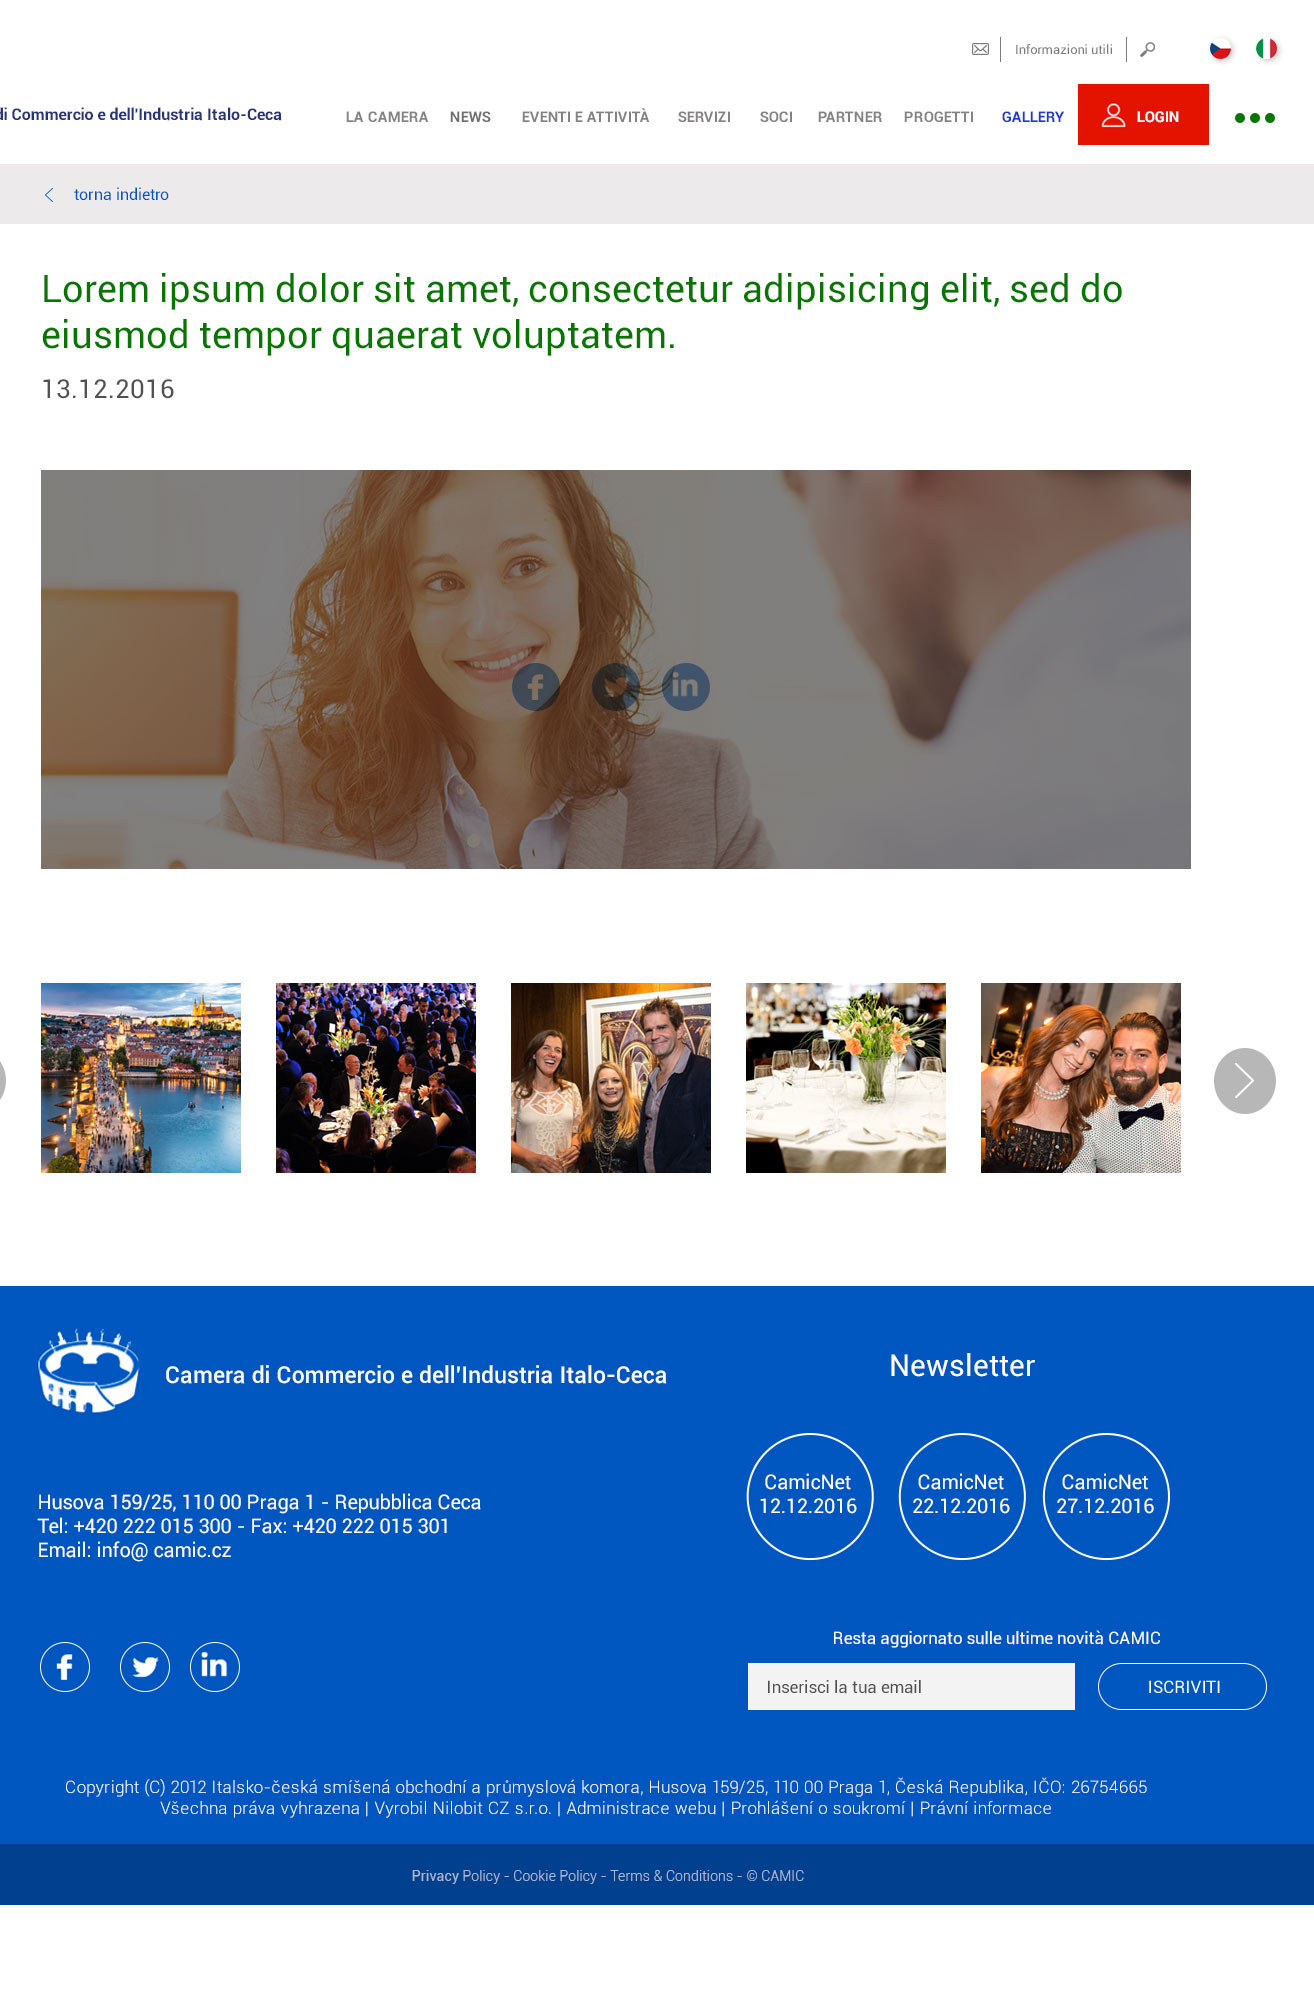 Informazioni utili
di Commercio e dell'Industria Italo-Ceca
LA CAMERA NEWS EVENTI E ATTIVITÀ SERVIZI SOCI PARTNER PROGETTI GALLERY LOGIN
torna indietro
Lorem ipsum dolor sit amet, consectetur adipisicing elit, sed do
eiusmod tempor quaerat voluptatem.
13.12.2016
Camera di Commercio e dell'Industria Italo-Ceca
Husova 159/25, 110 00 Praga 1 - Repubblica Ceca
Tel: +420 222 015 300 - Fax: +420 222 015 301
Email: info@ camic.cz
Newsletter
CamicNet
12.12.2016
CamicNet
22.12.2016
CamicNet
27.12.2016
Resta aggiornato sulle ultime novità CAMIC
Inserisci la tua email
ISCRIVITI
Copyright (C) 2012 Italsko-česká smíšená obchodní a průmyslová komora, Husova 159/25, 110 00 Praga 1, Česká Republika, IČO: 26754665
Všechna práva vyhrazena | Vyrobil Nilobit CZ s.r.o. | Administrace webu | Prohlášení o soukromí | Právní informace
Privacy Policy - Cookie Policy - Terms & Conditions - © CAMIC